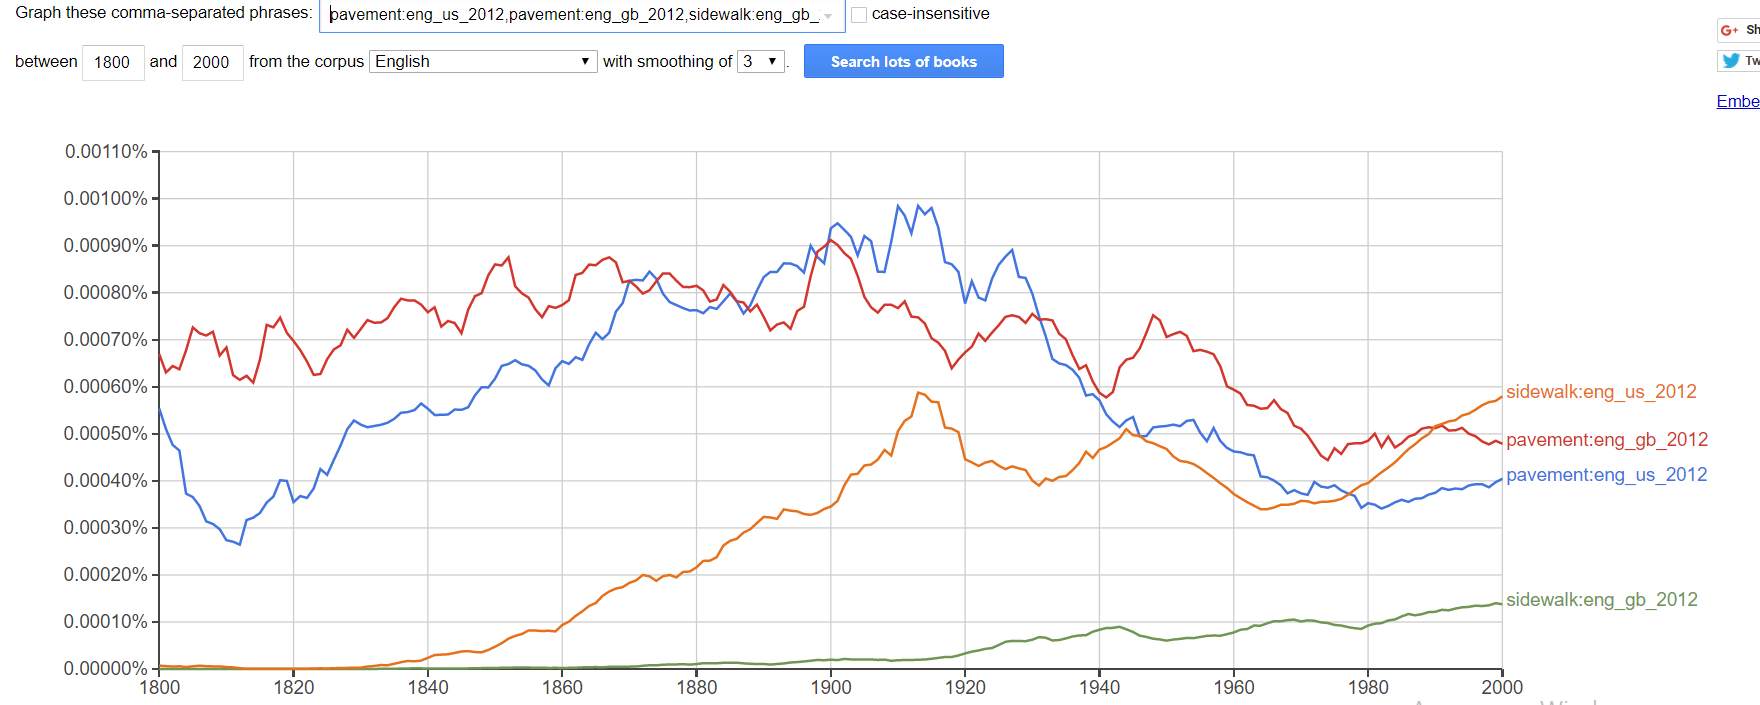 Graph these comma-separated phrases: pavement:eng_us_2012,pavement:eng_gb_2012,sidewalk:eng_gb_ case-insensitive
between 1800 and 2000 from the corpus English with smoothing of 3 . Search lots of books
G+ Sh
Tw
Embe
0.00110%
0.00100%
0.00090%
0.00080%
0.00070%
0.00060%
0.00050%
0.00040%
0.00030%
0.00020%
0.00010%
0.00000%
sidewalk:eng_us_2012
pavement:eng_gb_2012
pavement:eng_us_2012
sidewalk:eng_gb_2012
1800 1820 1840 1860 1880 1900 1920 1940 1960 1980 2000